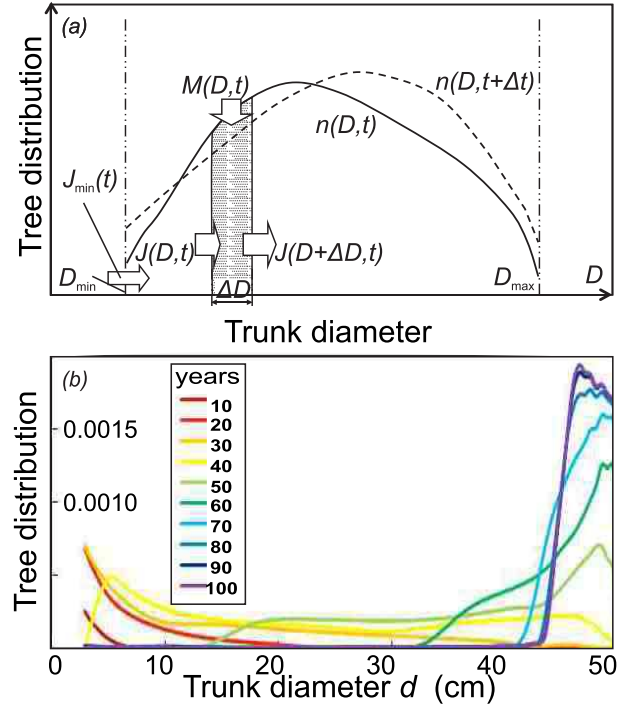 (a)
M(D,t)
n(D,t+Δt)
n(D,t)
Tree distribution
J_min(t)
J(D,t)
J(D+ΔD,t)
D_min
ΔD
D_max
D
Trunk diameter
(b)
years
10
20
30
40
50
60
70
80
90
100
0.0015
0.0010
Tree distribution
0 10 20 30 40 50
Trunk diameter d (cm)